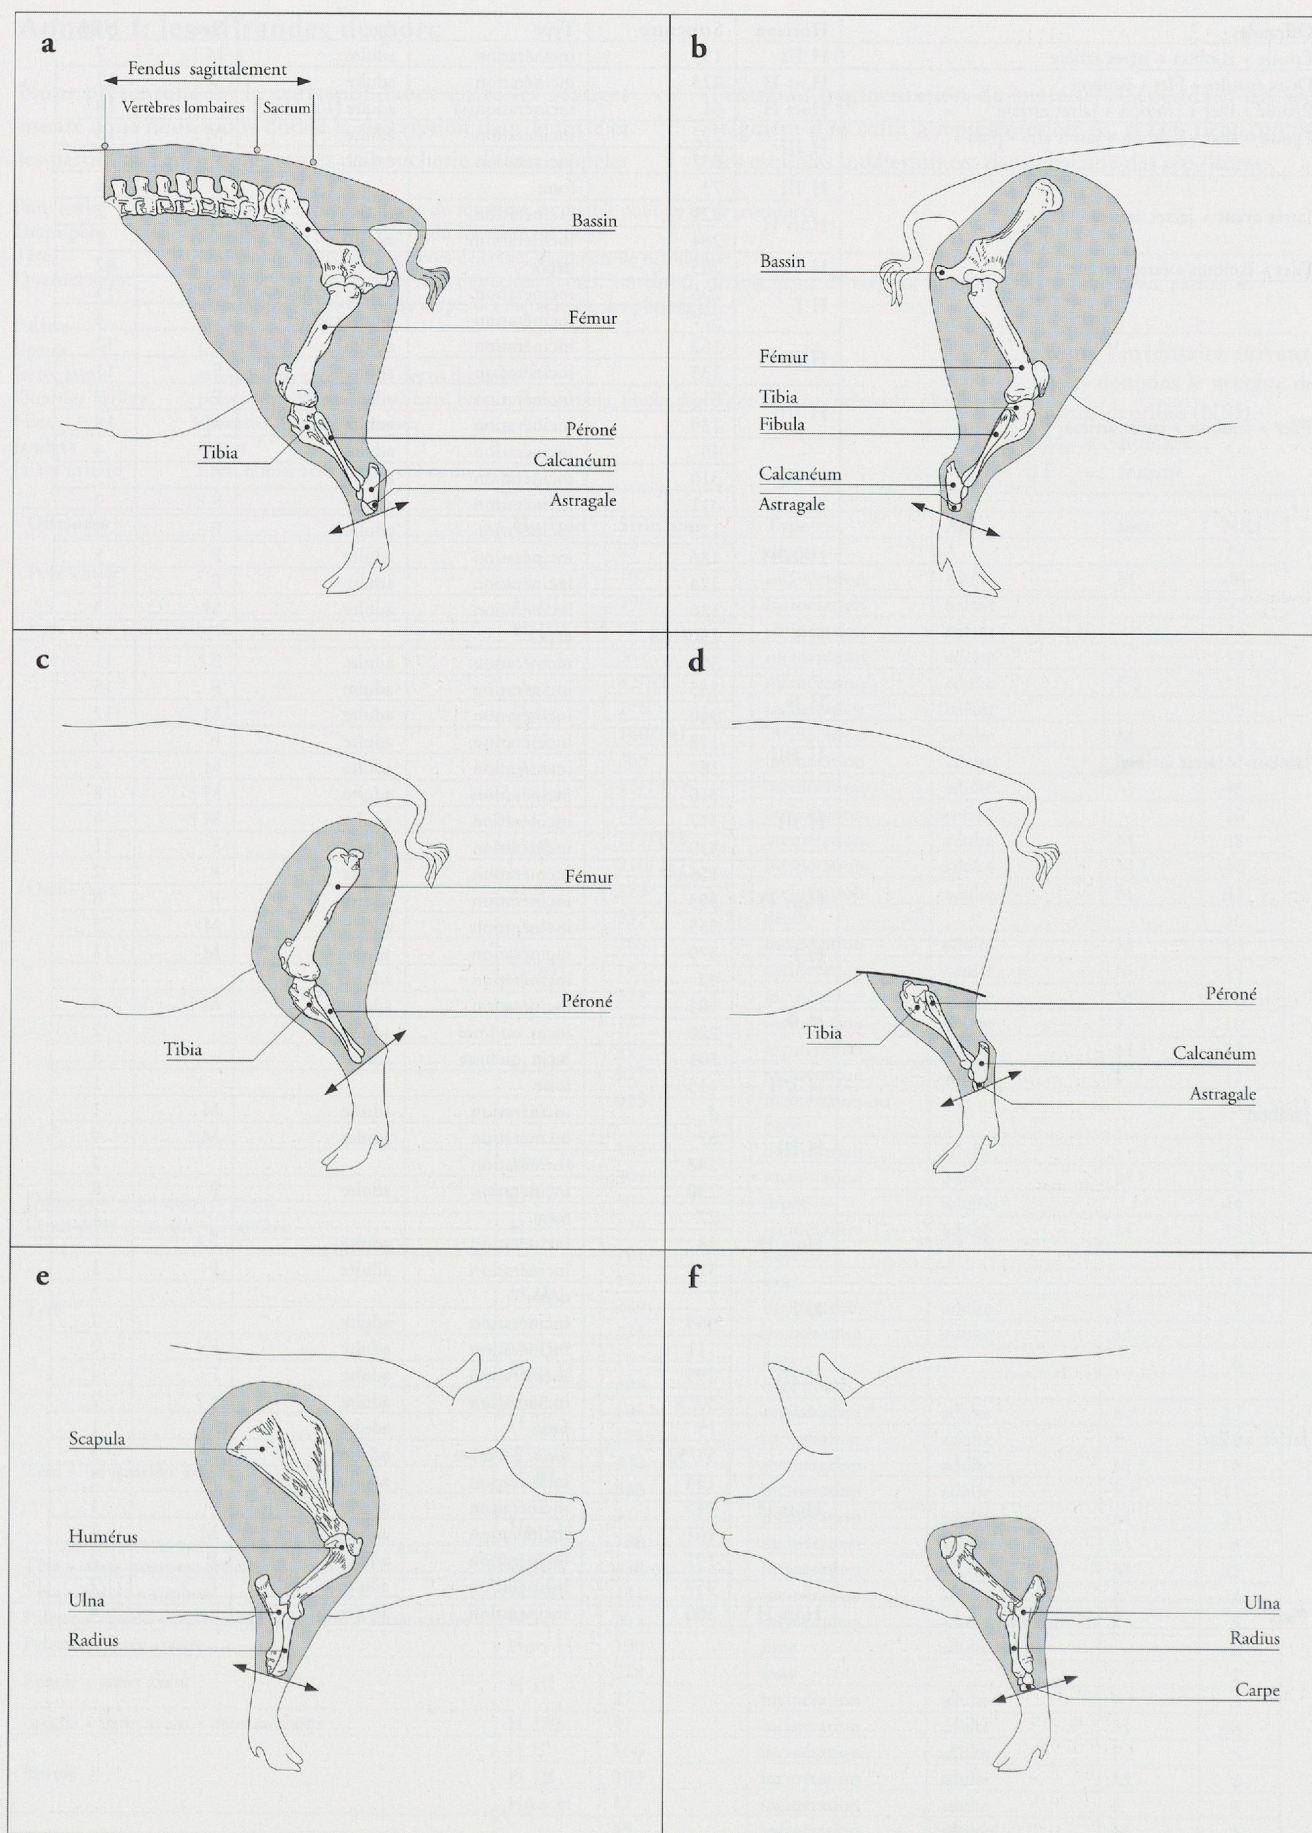 a
Fendus sagittalement
Vertèbres lombaires
Sacrum
Bassin
Fémur
Péroné
Tibia
Calcanéum
Astragale
b
Bassin
Fémur
Tibia
Fibula
Calcanéum
Astragale
c
Fémur
Péroné
Tibia
d
Péroné
Tibia
Calcanéum
Astragale
e
Scapula
Humérus
Ulna
Radius
f
Ulna
Radius
Carpe